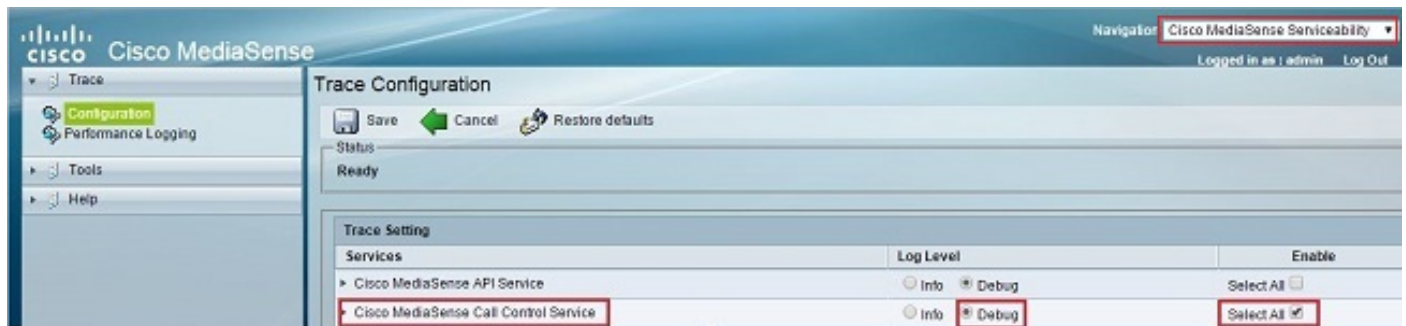 Navigation Cisco MediaSense Serviceability
cisco Cisco MediaSense
Logged in as : admin Log Out
Trace
Configuration
Performance Logging
Tools
Help
Trace Configuration
Save Cancel Restore defaults
Status
Ready
Trace Setting
Services Log Level Enable
Cisco MediaSense API Service Info Debug Select All
Cisco MediaSense Call Control Service Info Debug Select All